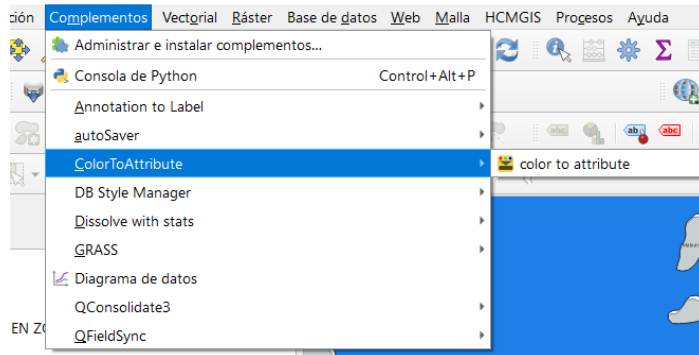 ción Complementos Vectorial Ráster Base de datos Web Malla HCMGIS Procesos Ayuda
Administrar e instalar complementos...
Consola de Python Control+Alt+P
Annotation to Label
autoSaver
abc abc abc
ColorToAttribute
color to attribute
DB Style Manager
Dissolve with stats
GRASS
Diagrama de datos
QConsolidate3
EN ZO
QFieldSync